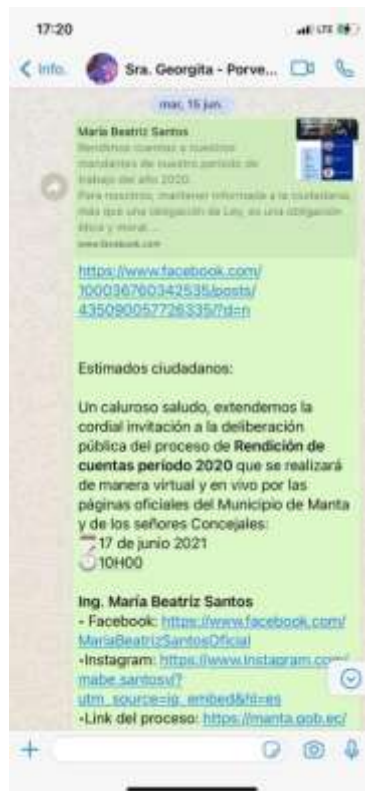 17:20
LTE
Info.
Sra. Georgita - Porve...
mar, 15 jun.
Maria Beatriz Santos
Rendimos cuentas a nuestros
mandantes de nuestro periodo de
trabajo del año 2020.
Para nosotros, mantener informada a la ciudadanía,
más que una obligación de Ley, es una obligación
ética y moral...
www.facebook.com
https://www.facebook.com/
100036760342535/posts/
435090057726335/?d=n
Estimados ciudadanos:
Un caluroso saludo, extendemos la
cordial invitación a la deliberación
pública del proceso de Rendición de
cuentas periodo 2020 que se realizará
de manera virtual y en vivo por las
páginas oficiales del Municipio de Manta
y de los señores Concejales:
17 de junio 2021
10H00
Ing. María Beatriz Santos
- Facebook: https://www.facebook.com/
MariaBeatrizSantosOficial
-Instagram: https://www.instagram.com/
mabe.santosv/?
utm_source=ig_embed&hl=es
-Link del proceso: https://manta.gob.ec/